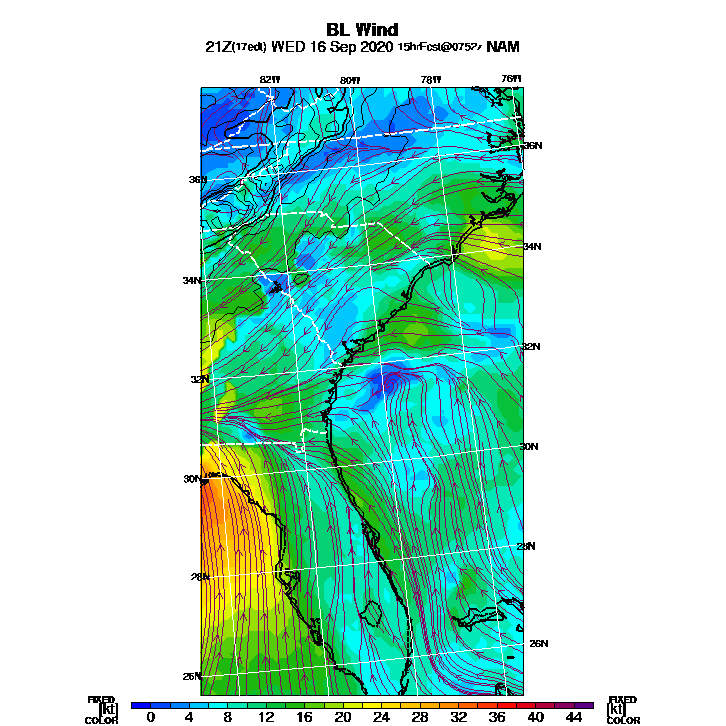 BL Wind
21Z(17edt) WED 16 Sep 2020 15hrFcst@0752z NAM
82W 80W 78W 76W
36N
36N
34N
34N
32N
32N
30N
30N
28N
28N
26N
26N
FIXED [kt] COLOR 0 4 8 12 16 20 24 28 32 36 40 44 FIXED [kt] COLOR